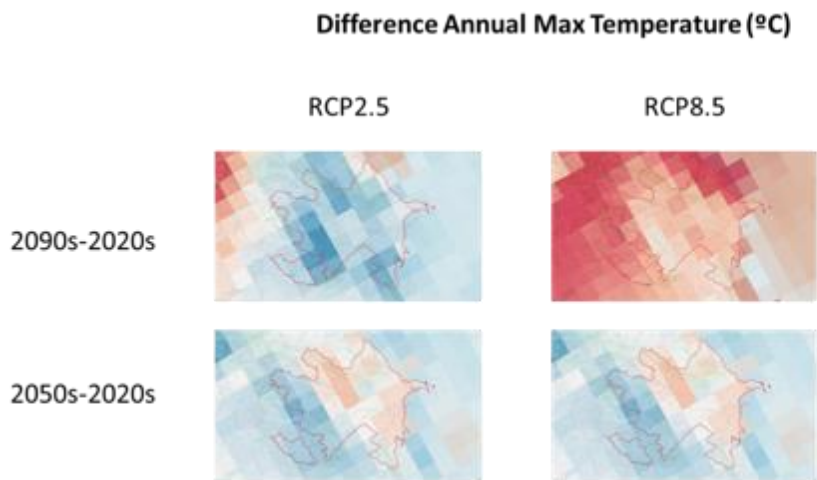 Difference Annual Max Temperature (ºC)
RCP2.5 RCP8.5
2090s-2020s
2050s-2020s